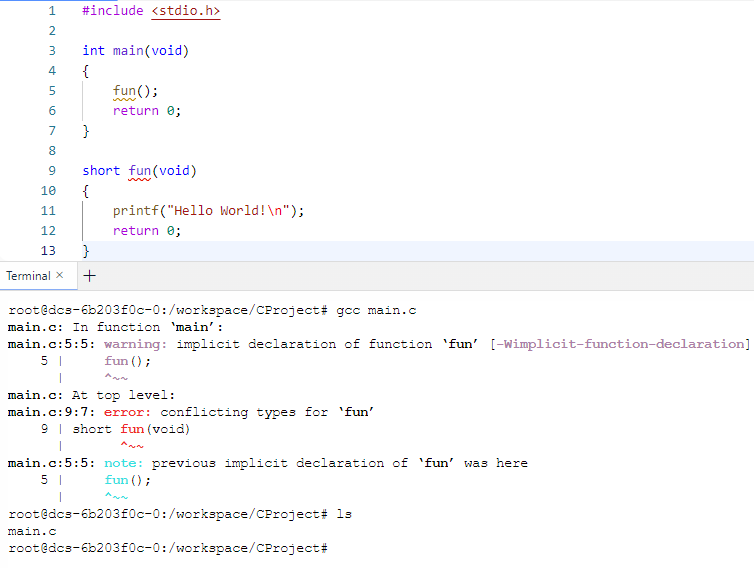 1 #include <stdio.h>
2
3 int main(void)
4 {
5 fun();
6 return 0;
7 }
8
9 short fun(void)
10 {
11 printf("Hello World!\n");
12 return 0;
13 }
Terminal × +
root@dcs-6b203f0c-0:/workspace/CProject# gcc main.c
main.c: In function ‘main’:
main.c:5:5: warning: implicit declaration of function ‘fun’ [-Wimplicit-function-declaration]
5 | fun();
| ^~~
main.c: At top level:
main.c:9:7: error: conflicting types for ‘fun’
9 | short fun(void)
| ^~~
main.c:5:5: note: previous implicit declaration of ‘fun’ was here
5 | fun();
| ^~~
root@dcs-6b203f0c-0:/workspace/CProject# ls
main.c
root@dcs-6b203f0c-0:/workspace/CProject#